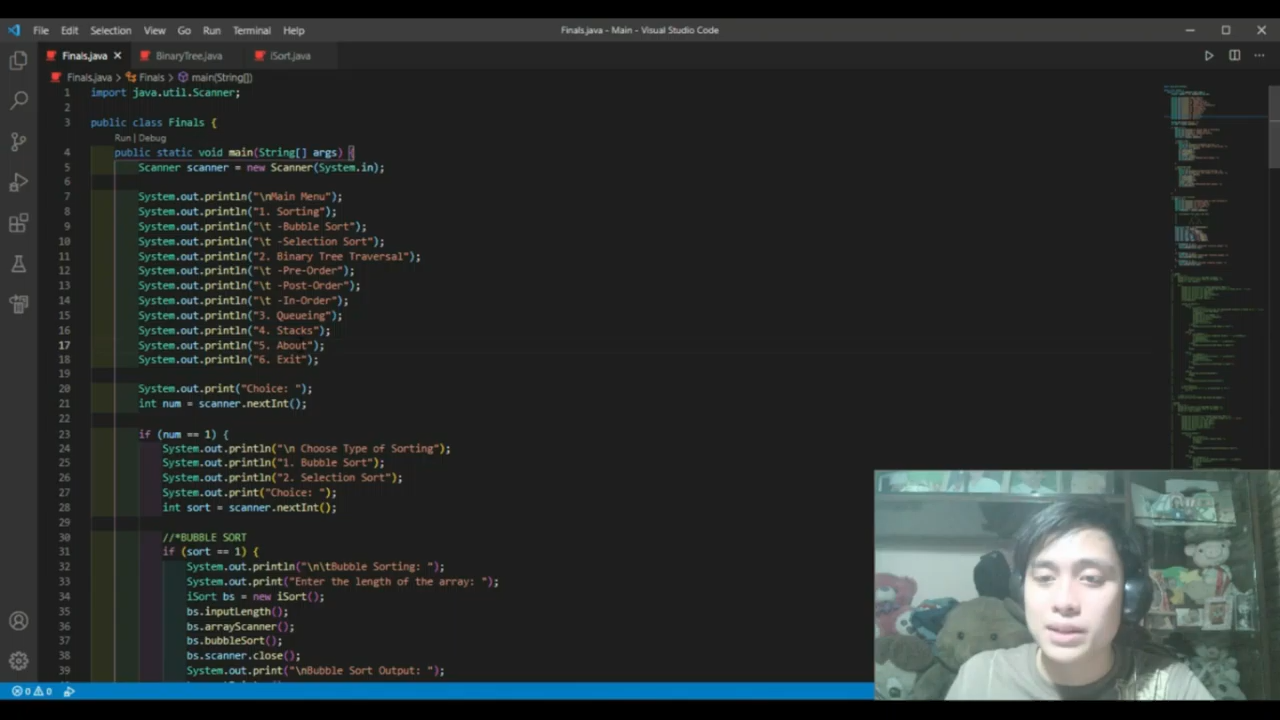 File Edit Selection View Go Run Terminal Help
Finals.java - Main - Visual Studio Code
Finals.java BinaryTree.java iSort.java
Finals.java > Finals > main(String[])
1 import java.util.Scanner;
2
3 public class Finals {
Run | Debug
4 public static void main(String[] args) {
5 Scanner scanner = new Scanner(System.in);
6
7 System.out.println("\nMain Menu");
8 System.out.println("1. Sorting");
9 System.out.println("\t -Bubble Sort");
10 System.out.println("\t -Selection Sort");
11 System.out.println("2. Binary Tree Traversal");
12 System.out.println("\t -Pre-Order");
13 System.out.println("\t -Post-Order");
14 System.out.println("\t -In-Order");
15 System.out.println("3. Queueing");
16 System.out.println("4. Stacks");
17 System.out.println("5. About");
18 System.out.println("6. Exit");
19
20 System.out.print("Choice: ");
21 int num = scanner.nextInt();
22
23 if (num == 1) {
24 System.out.println("\n Choose Type of Sorting");
25 System.out.println("1. Bubble Sort");
26 System.out.println("2. Selection Sort");
27 System.out.print("Choice: ");
28 int sort = scanner.nextInt();
29
30 //*BUBBLE SORT
31 if (sort == 1) {
32 System.out.println("\n\tBubble Sorting: ");
33 System.out.print("Enter the length of the array: ");
34 iSort bs = new iSort();
35 bs.inputLength();
36 bs.arrayScanner();
37 bs.bubbleSort();
38 bs.scanner.close();
39 System.out.print("\nBubble Sort Output: ");
0 0